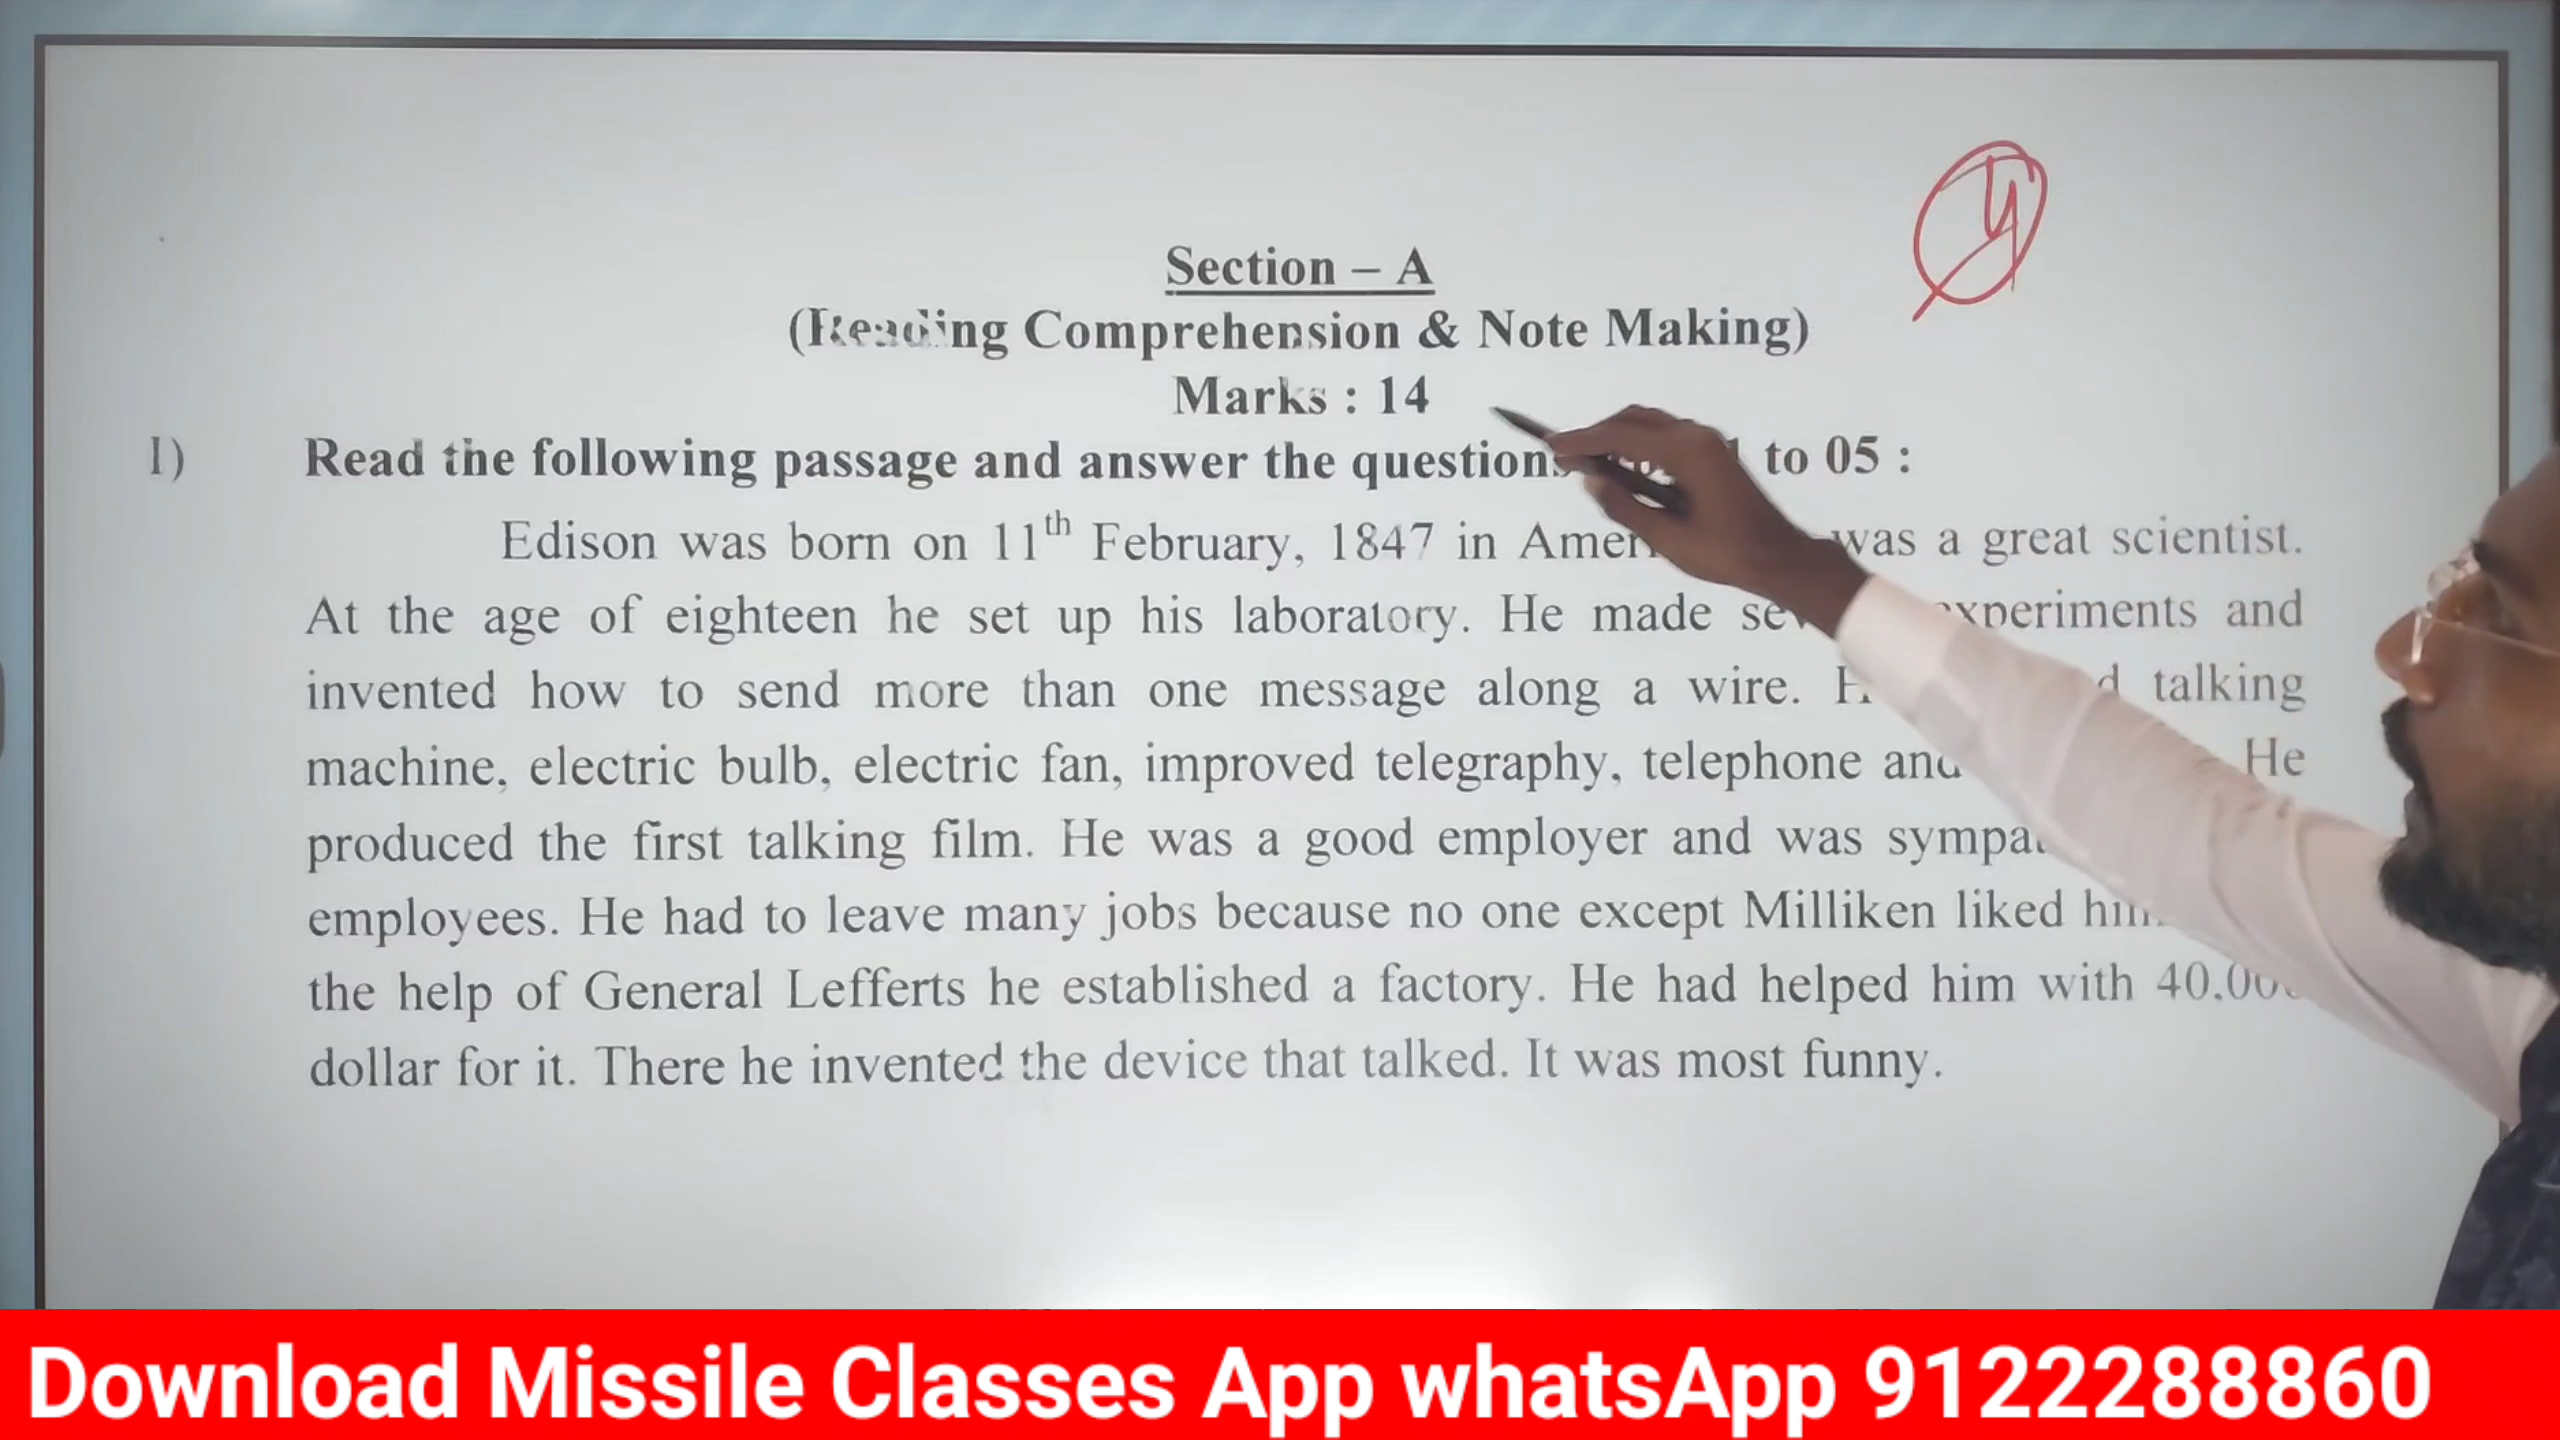 Section – A
(Reading Comprehension & Note Making)
Marks : 14
1) Read the following passage and answer the questions to 05 :
Edison was born on 11th February, 1847 in was a great scientist.
At the age of eighteen he set up his laboratory. He made experiments and
invented how to send more than one message along a wire. talking
machine, electric bulb, electric fan, improved telegraphy, telephone and He
produced the first talking film. He was a good employer and was
employees. He had to leave many jobs because no one except Milliken liked
the help of General Lefferts he established a factory. He had helped him with
dollar for it. There he invented the device that talked. It was most funny.
Download Missile Classes App whatsApp 9122288860